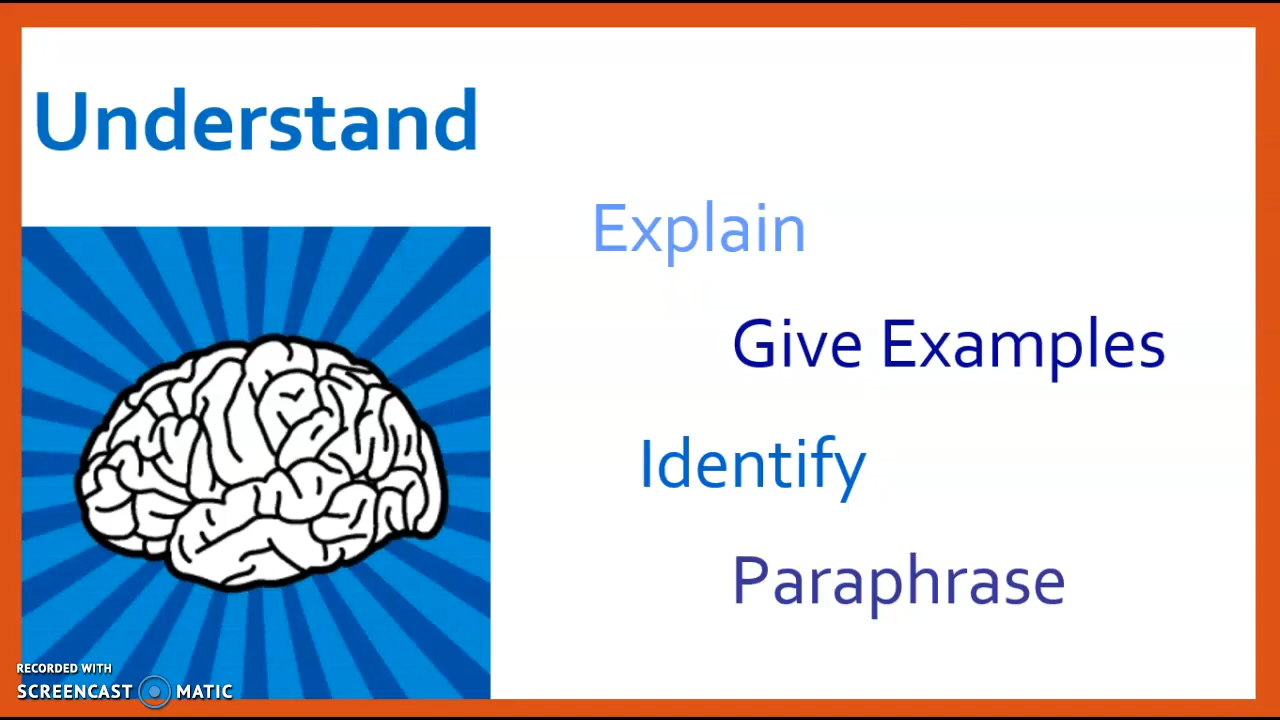 Understand
Explain
Give Examples
Identify
Paraphrase
RECORDED WITH
SCREENCAST MATIC